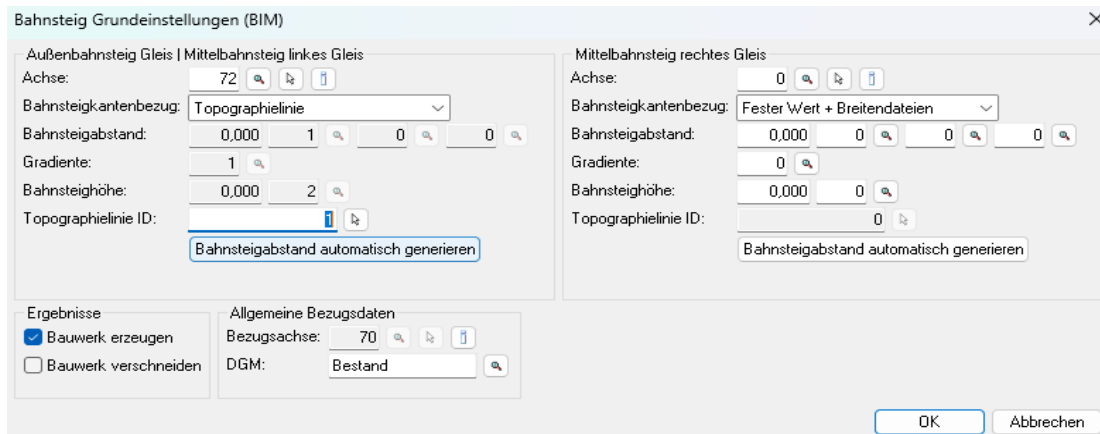 Bahnsteig Grundeinstellungen (BIM)
Außenbahnsteig Gleis | Mittelbahnsteig linkes Gleis
Achse: 72
Bahnsteigkantenbezug: Topographielinie
Bahnsteigabstand: 0,000 1 0 0
Gradiente: 1
Bahnsteighöhe: 0,000 2
Topographielinie ID: 1
Bahnsteigabstand automatisch generieren
Mittelbahnsteig rechtes Gleis
Achse: 0
Bahnsteigkantenbezug: Fester Wert + Breitendateien
Bahnsteigabstand: 0,000 0 0 0
Gradiente: 0
Bahnsteighöhe: 0,000 0
Topographielinie ID: 0
Bahnsteigabstand automatisch generieren
Ergebnisse
Bauwerk erzeugen
Bauwerk verschneiden
Allgemeine Bezugsdaten
Bezugsachse: 70
DGM: Bestand
OK Abbrechen